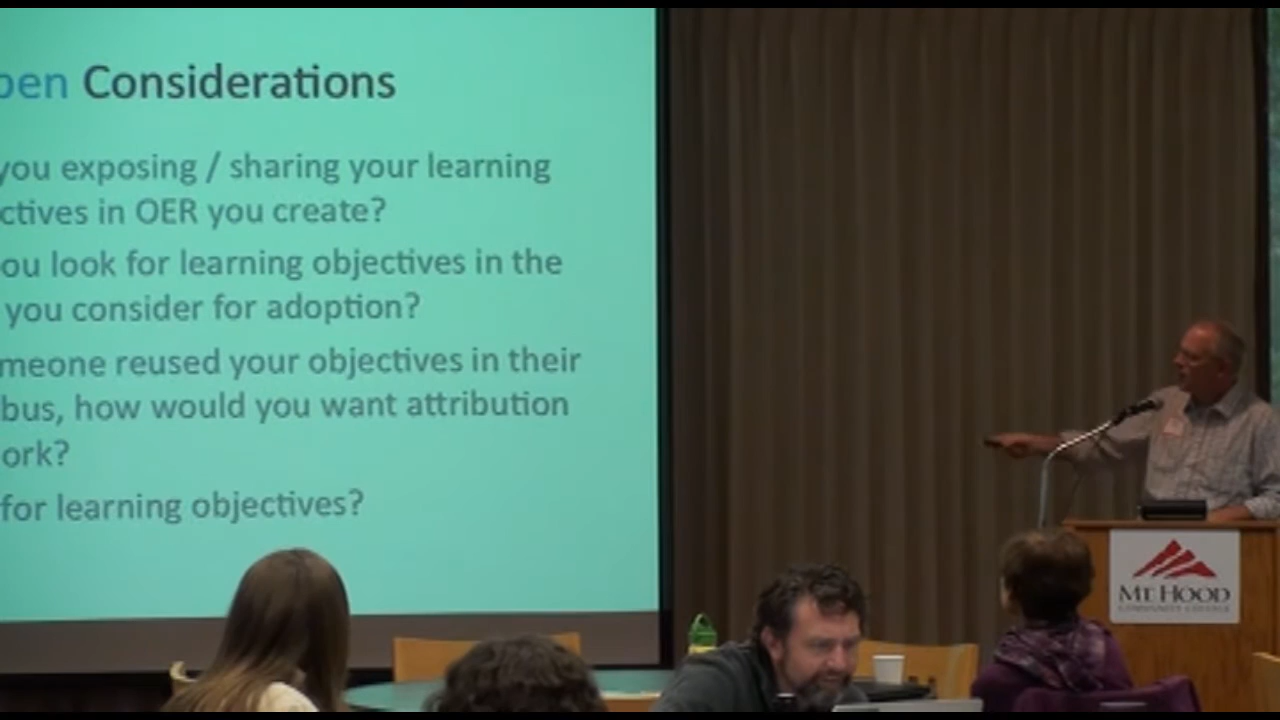 pen Considerations
you exposing / sharing your learning
ctives in OER you create?
ou look for learning objectives in the
you consider for adoption?
meone reused your objectives in their
bus, how would you want attribution
ork?
for learning objectives?
MT. HOOD
COMMUNITY COLLEGE